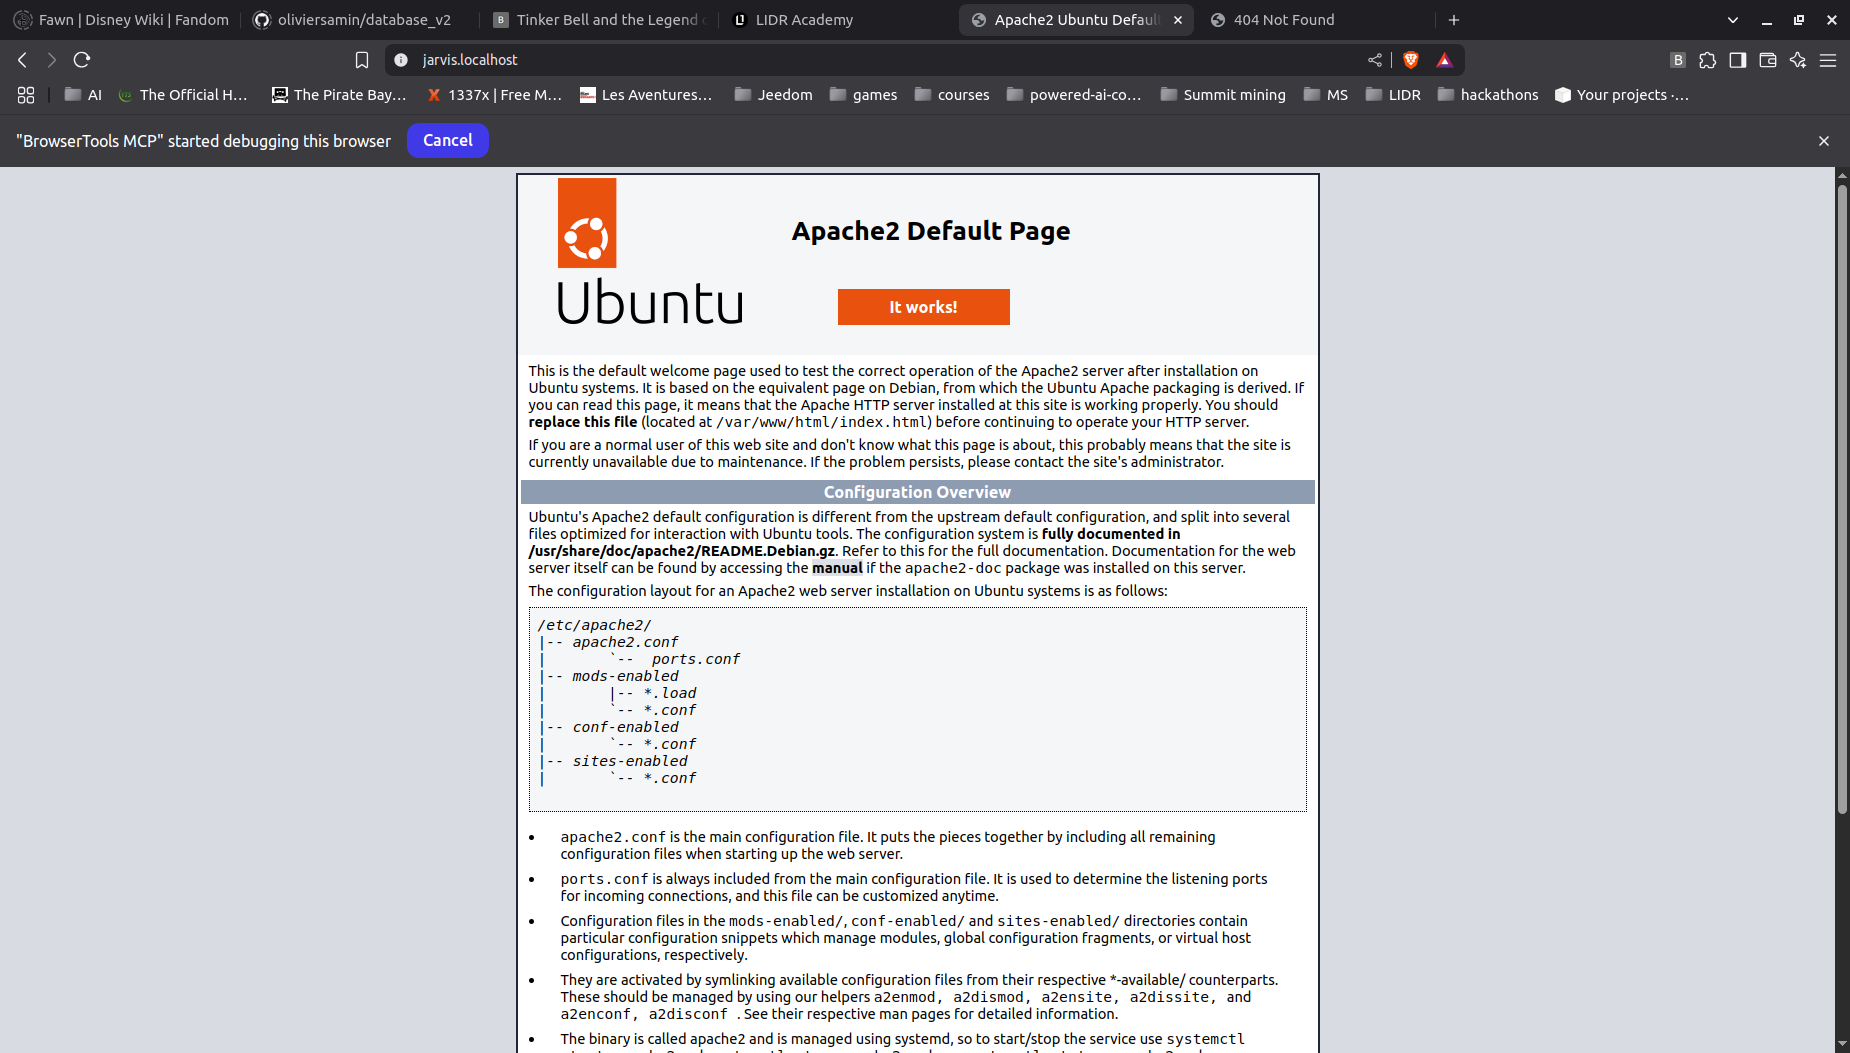 Fawn | Disney Wiki | Fandom
oliviersamin/database_v2
Tinker Bell and the Legend
LIDR Academy
Apache2 Ubuntu Defaul
404 Not Found
jarvis.localhost
B
AI
The Official H...
The Pirate Bay...
1337x | Free M...
Les Aventures...
Jeedom
games
courses
powered-ai-co...
Summit mining
MS
LIDR
hackathons
Your projects ·...
"BrowserTools MCP" started debugging this browser
Cancel
Ubuntu
Apache2 Default Page
It works!
This is the default welcome page used to test the correct operation of the Apache2 server after installation on
Ubuntu systems. It is based on the equivalent page on Debian, from which the Ubuntu Apache packaging is derived. If
you can read this page, it means that the Apache HTTP server installed at this site is working properly. You should
replace this file (located at /var/www/html/index.html) before continuing to operate your HTTP server.
If you are a normal user of this web site and don't know what this page is about, this probably means that the site is
currently unavailable due to maintenance. If the problem persists, please contact the site's administrator.
Configuration Overview
Ubuntu's Apache2 default configuration is different from the upstream default configuration, and split into several
files optimized for interaction with Ubuntu tools. The configuration system is fully documented in
/usr/share/doc/apache2/README.Debian.gz. Refer to this for the full documentation. Documentation for the web
server itself can be found by accessing the manual if the apache2-doc package was installed on this server.
The configuration layout for an Apache2 web server installation on Ubuntu systems is as follows:
/etc/apache2/
|-- apache2.conf
|       `--  ports.conf
|-- mods-enabled
|       |-- *.load
|       `-- *.conf
|-- conf-enabled
|       `-- *.conf
|-- sites-enabled
|       `-- *.conf
• apache2.conf is the main configuration file. It puts the pieces together by including all remaining
configuration files when starting up the web server.
• ports.conf is always included from the main configuration file. It is used to determine the listening ports
for incoming connections, and this file can be customized anytime.
• Configuration files in the mods-enabled/, conf-enabled/ and sites-enabled/ directories contain
particular configuration snippets which manage modules, global configuration fragments, or virtual host
configurations, respectively.
• They are activated by symlinking available configuration files from their respective *-available/ counterparts.
These should be managed by using our helpers a2enmod, a2dismod, a2ensite, a2dissite, and
a2enconf, a2disconf . See their respective man pages for detailed information.
• The binary is called apache2 and is managed using systemd, so to start/stop the service use systemctl